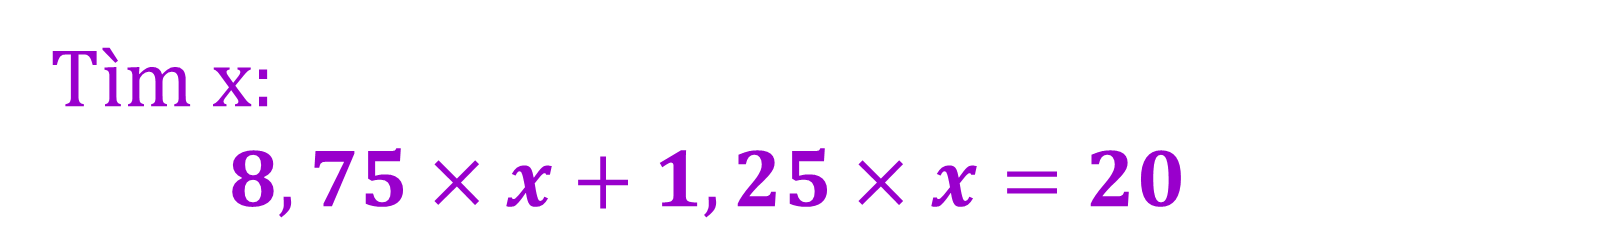 Tìm x:
8,75 × x + 1,25 × x = 20